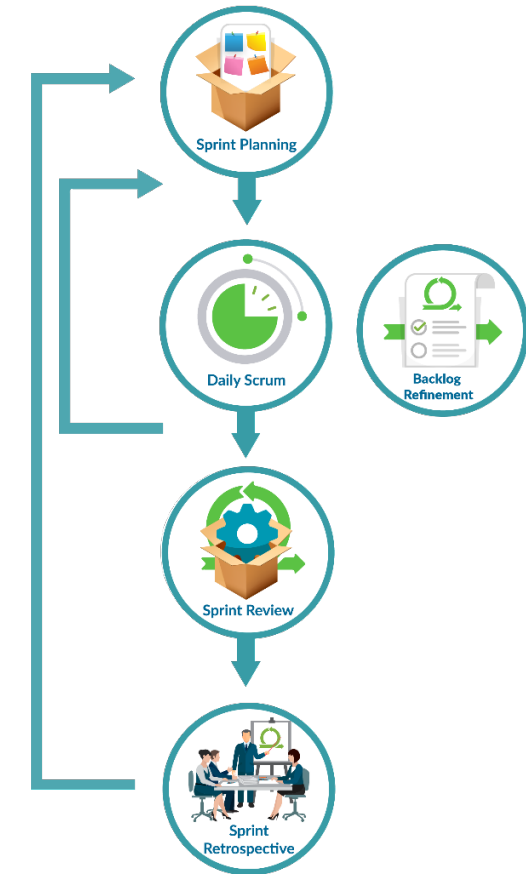 Sprint Planning
Daily Scrum
Backlog
Refinement
Sprint Review
Sprint
Retrospective